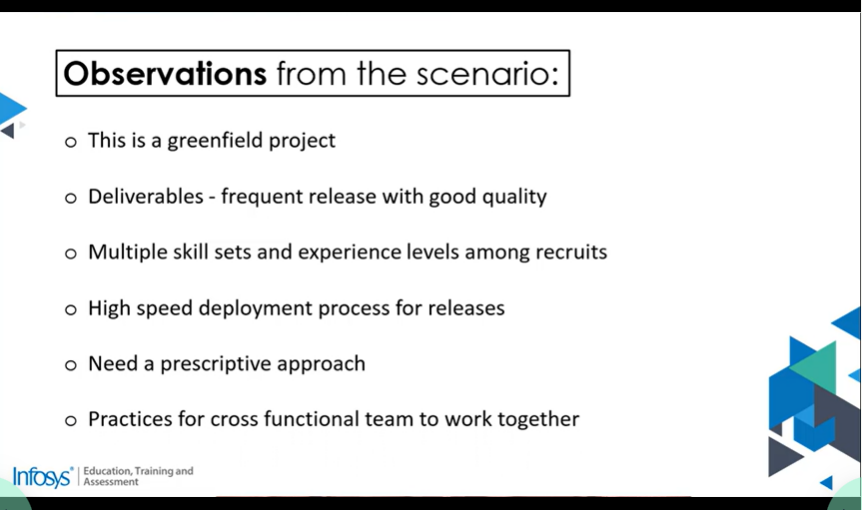 Observations from the scenario:
o This is a greenfield project
o Deliverables - frequent release with good quality
o Multiple skill sets and experience levels among recruits
o High speed deployment process for releases
o Need a prescriptive approach
o Practices for cross functional team to work together
Infosys® | Education, Training and
Assessment